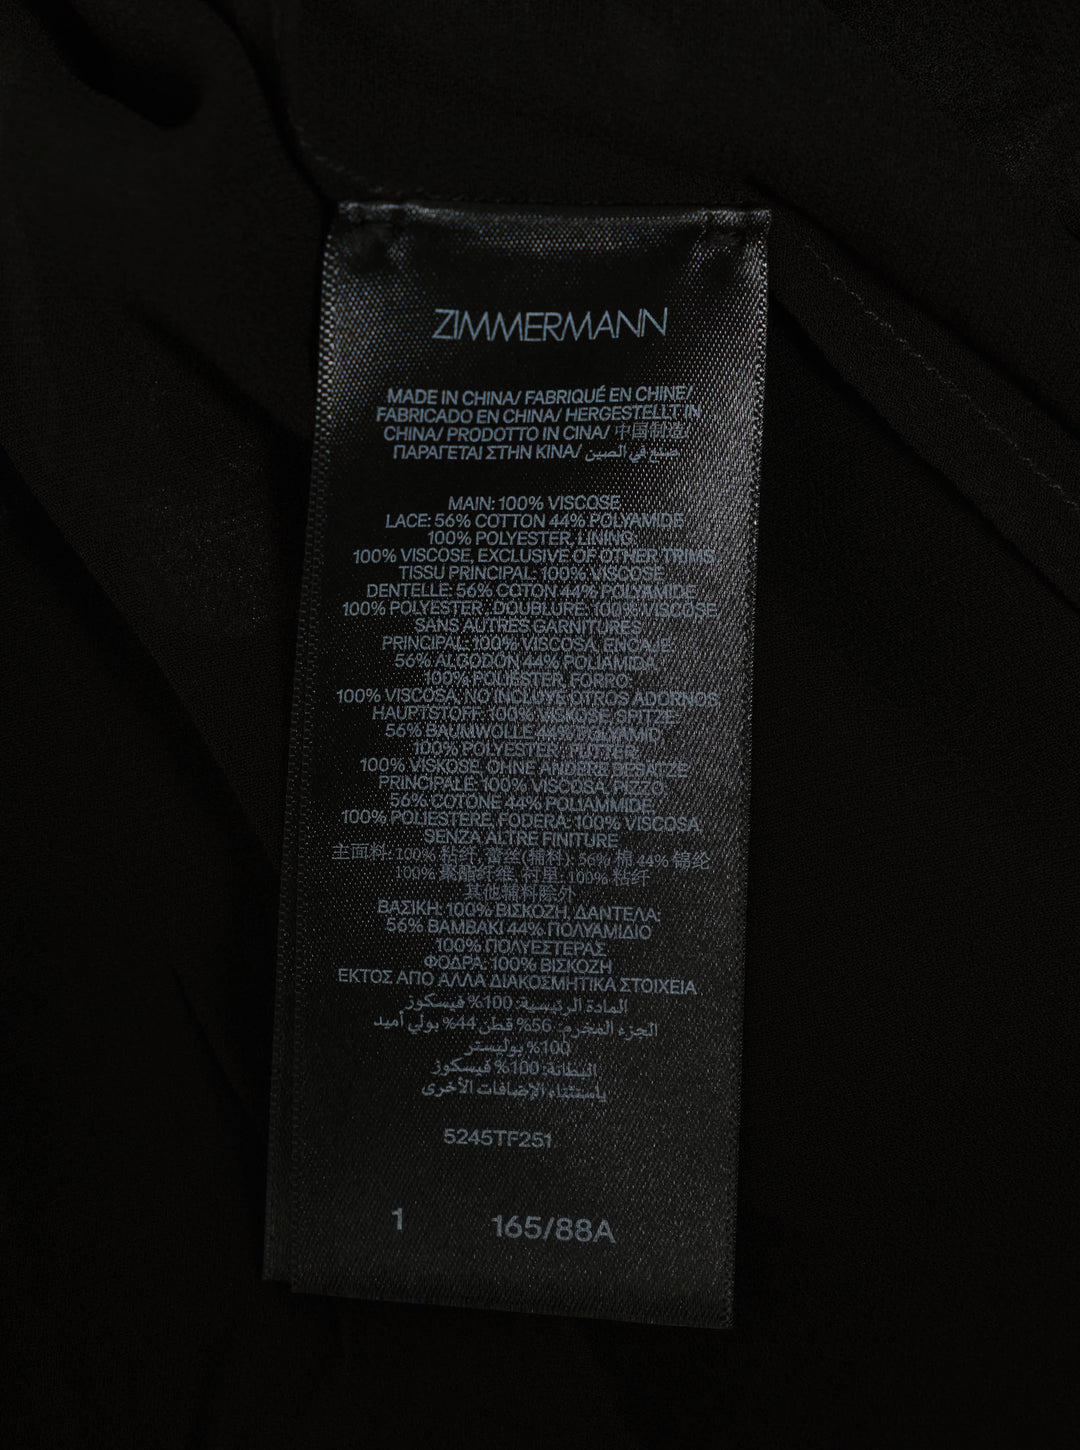 ZIMMERMANN
MADE IN CHINA/ FABRIQUÉ EN CHINE/
FABRICADO EN CHINA/ HERGESTELLT IN
CHINA/ PRODOTTO IN CINA/ 中国制造/
ΠΑΡΑΓΕΤΑΙ ΣΤΗΝ ΚΙΝΑ/ صنع في الصين
MAIN: 100% VISCOSE
LACE: 56% COTTON 44% POLYAMIDE
100% POLYESTER, LINING:
100% VISCOSE, EXCLUSIVE OF OTHER TRIMS
TISSU PRINCIPAL: 100% VISCOSE
DENTELLE: 56% COTON 44% POLYAMIDE
100% POLYESTER, DOUBLURE: 100% VISCOSE
SANS AUTRES GARNITURES
PRINCIPAL: 100% VISCOSA, ENCAJE:
56% ALGODÓN 44% POLIAMIDA
100% POLIESTER, FORRO:
100% VISCOSA, NO INCLUYE OTROS ADORNOS
HAUPTSTOFF: 100% VISKOSE, SPITZE:
56% BAUMWOLLE 44% POLYAMID
100% POLYESTER, FUTTER:
100% VISKOSE, OHNE ANDERE BESÄTZE
PRINCIPALE: 100% VISCOSA, PIZZO:
56% COTONE 44% POLIAMMIDE
100% POLIESTERE, FODERA: 100% VISCOSA
SENZA ALTRE FINITURE
主面料: 100% 粘纤, 蕾丝(辅料): 56% 棉 44% 锦纶
100% 聚酯纤维, 衬里: 100% 粘纤
其他辅料除外
ΒΑΣΙΚΗ: 100% ΒΙΣΚΟΖΗ, ΔΑΝΤΕΛΑ:
56% ΒΑΜΒΑΚΙ 44% ΠΟΛΥΑΜΙΔΙΟ
100% ΠΟΛΥΕΣΤΕΡΑΣ
ΦΟΔΡΑ: 100% ΒΙΣΚΟΖΗ
ΕΚΤΟΣ ΑΠΟ ΑΛΛΑ ΔΙΑΚΟΣΜΗΤΙΚΑ ΣΤΟΙΧΕΙΑ
المادة الرئيسية: 100% فيسكوز
الجزء المخرم: 56% قطن 44% بولي أميد
100% بوليستر
البطانة: 100% فيسكوز
باستثناء الإضافات الأخرى
5245TF251
1 165/88A